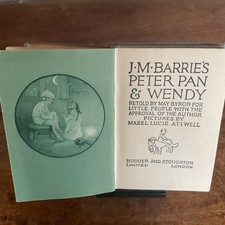 J·M·BARRIE'S
PETER PAN
& WENDY
RETOLD BY MAY BYRON FOR
LITTLE PEOPLE WITH THE
APPROVAL OF THE AUTHOR
PICTURES BY
MABEL LUCIE ATTWELL
HODDER AND STOUGHTON
LIMITED LONDON